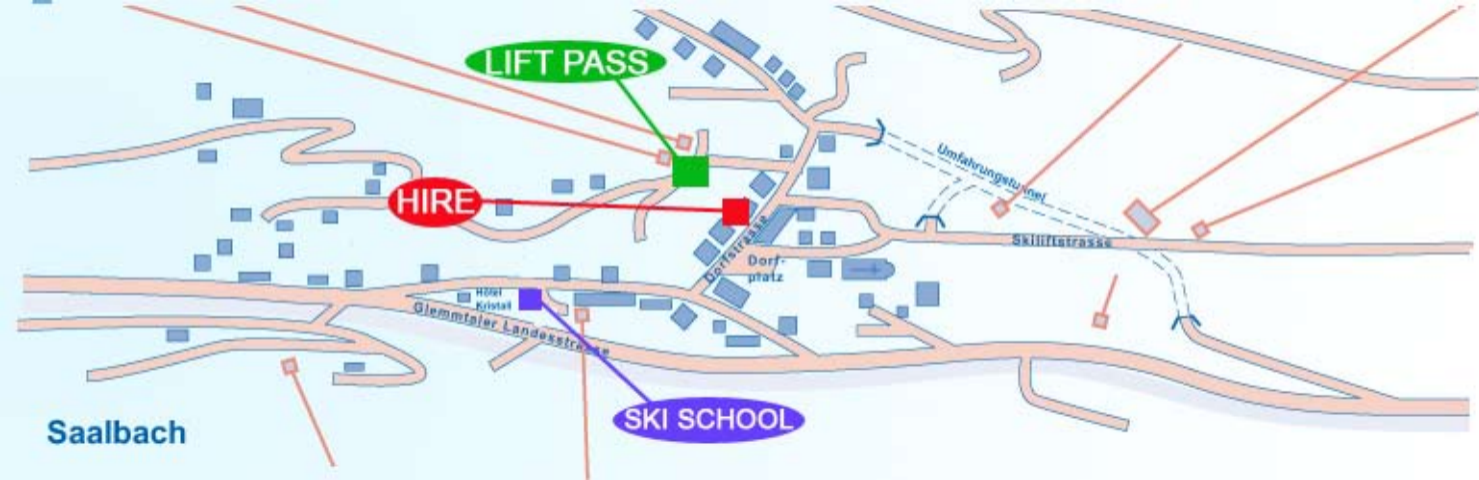 LIFT PASS
Umfahrungstunnel
HIRE
Skiliftstrasse
Dorfstrasse
Dorf-
platz
Hotel
Kristall
Glemmtaler Landesstrasse
SKI SCHOOL
Saalbach